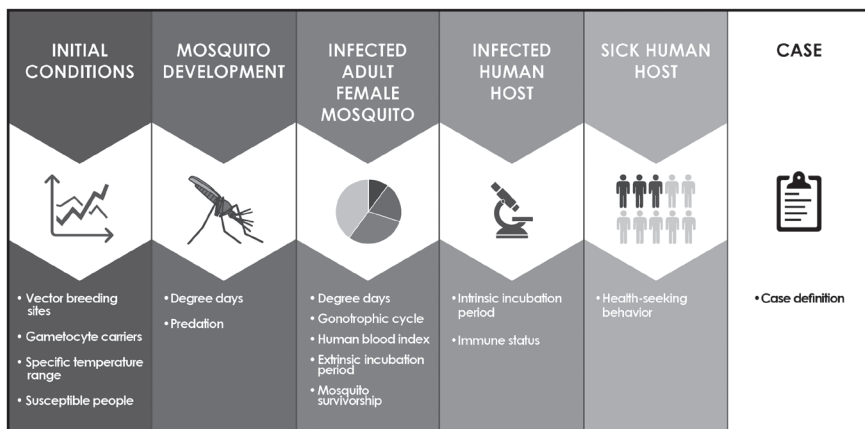 INITIAL
CONDITIONS
MOSQUITO
DEVELOPMENT
INFECTED
ADULT
FEMALE
MOSQUITO
INFECTED
HUMAN
HOST
SICK HUMAN
HOST
CASE
• Vector breeding
sites
• Gametocyte carriers
• Specific temperature
range
• Susceptible people
• Degree days
• Predation
• Degree days
• Gonotrophic cycle
• Human blood index
• Extrinsic incubation
period
• Mosquito
survivorship
• Intrinsic incubation
period
• Immune status
• Health-seeking
behavior
• Case definition